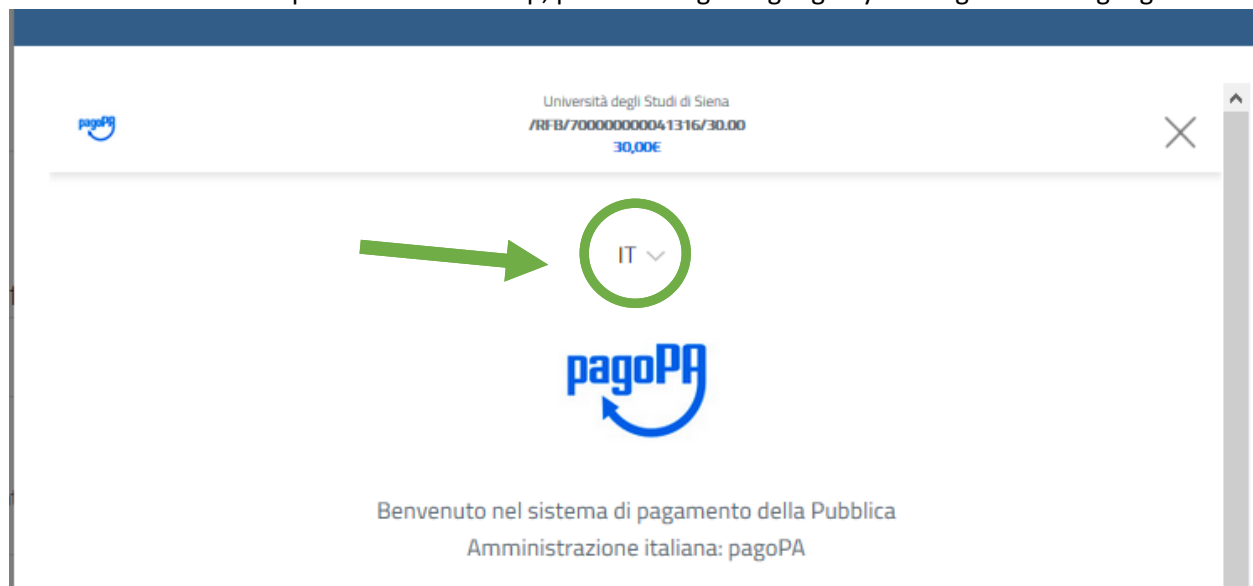 pagoPA
Università degli Studi di Siena
/RFB/700000000041316/30.00
30,00€
IT
pagoPA
Benvenuto nel sistema di pagamento della Pubblica
Amministrazione italiana: pagoPA